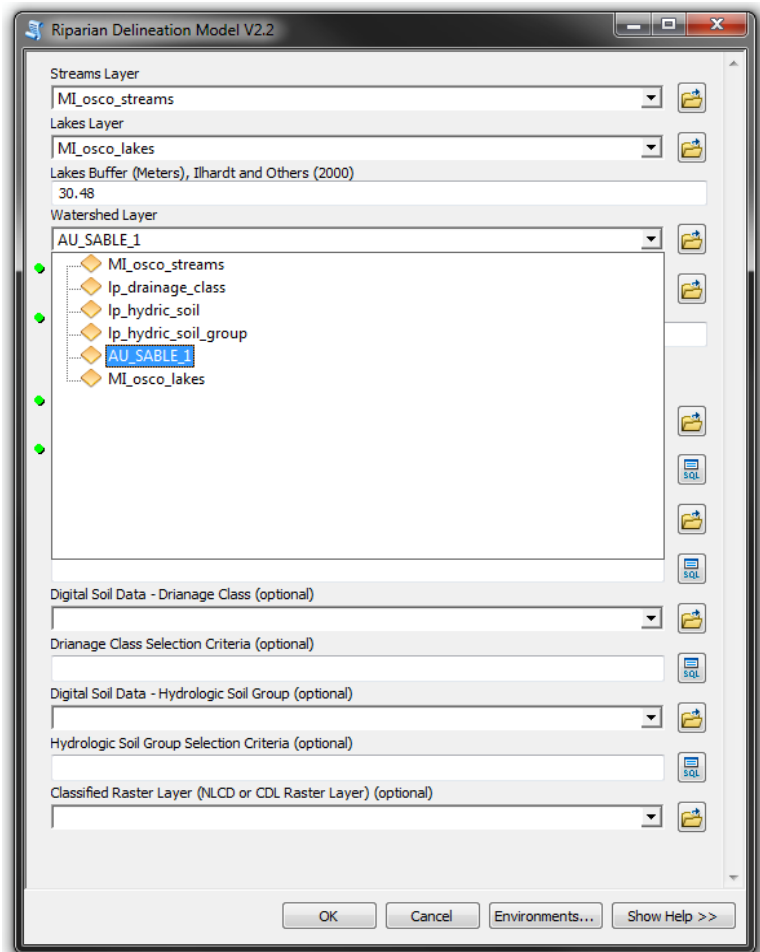 Riparian Delineation Model V2.2
Streams Layer
MI_osco_streams
Lakes Layer
MI_osco_lakes
Lakes Buffer (Meters), Ilhardt and Others (2000)
30.48
Watershed Layer
AU_SABLE_1
MI_osco_streams
lp_drainage_class
lp_hydric_soil
lp_hydric_soil_group
AU_SABLE_1
MI_osco_lakes
SQL
SQL
Digital Soil Data - Drianage Class (optional)
Drianage Class Selection Criteria (optional)
SQL
Digital Soil Data - Hydrologic Soil Group (optional)
Hydrologic Soil Group Selection Criteria (optional)
SQL
Classified Raster Layer (NLCD or CDL Raster Layer) (optional)
OK Cancel Environments... Show Help >>